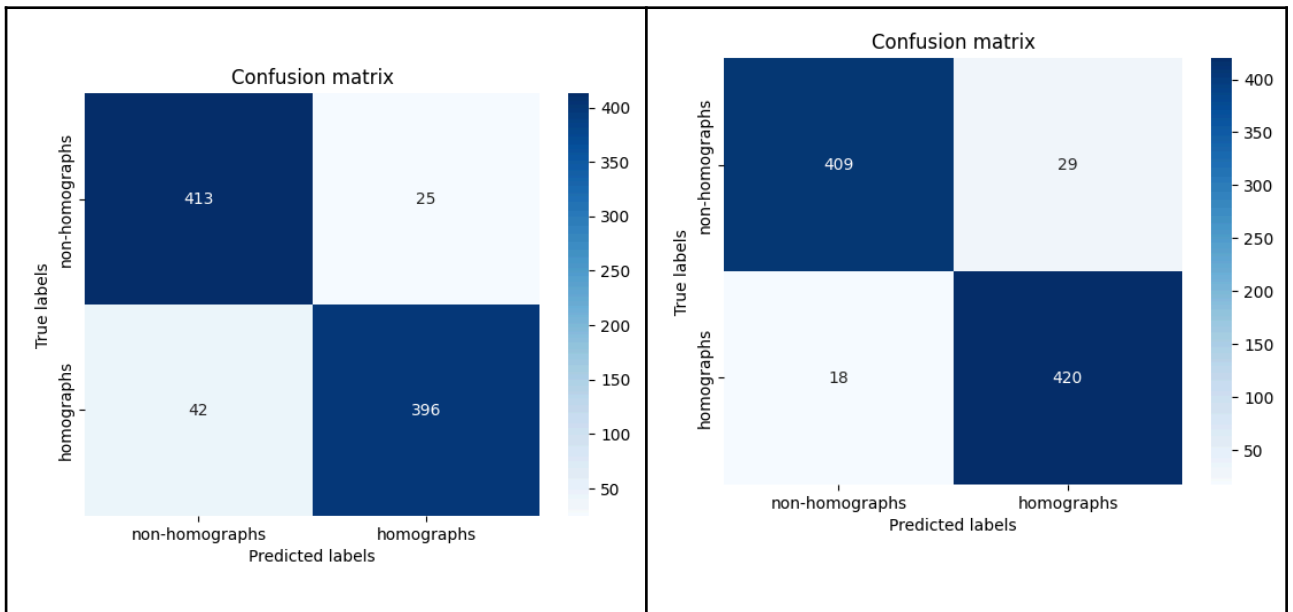 Confusion matrix
non-homographs
homographs
True labels
413
25
42
396
non-homographs
homographs
Predicted labels
400
350
300
250
200
150
100
50
Confusion matrix
non-homographs
homographs
True labels
409
29
18
420
non-homographs
homographs
Predicted labels
400
350
300
250
200
150
100
50